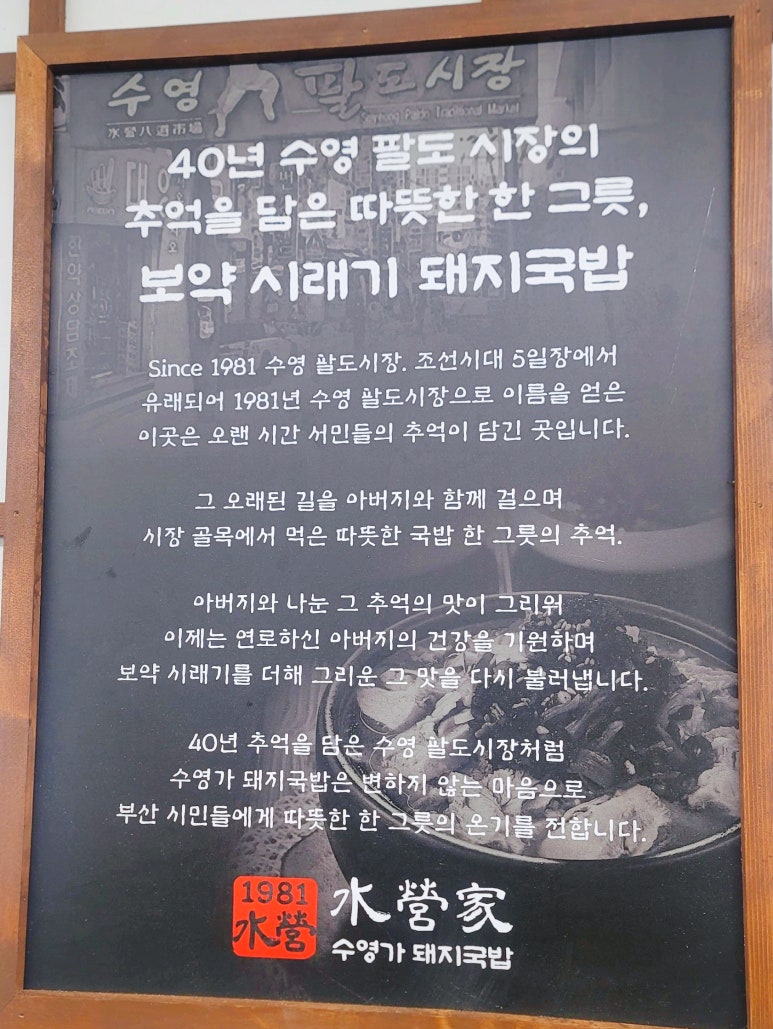 수영 팔도시장
Suyeong Paldo Traditional Market
水營八道市場
40년 수영 팔도 시장의
추억을 담은 따뜻한 한 그릇,
보약 시래기 돼지국밥
Since 1981 수영 팔도시장. 조선시대 5일장에서
유래되어 1981년 수영 팔도시장으로 이름을 얻은
이곳은 오랜 시간 서민들의 추억이 담긴 곳입니다.
그 오래된 길을 아버지와 함께 걸으며
시장 골목에서 먹은 따뜻한 국밥 한 그릇의 추억.
아버지와 나눈 그 추억의 맛이 그리워
이제는 연로하신 아버지의 건강을 기원하며
보약 시래기를 더해 그리운 그 맛을 다시 불러냅니다.
40년 추억을 담은 수영 팔도시장처럼
수영가 돼지국밥은 변하지 않는 마음으로
부산 시민들에게 따뜻한 한 그릇의 온기를 전합니다.
1981
水營
水營家
수영가 돼지국밥